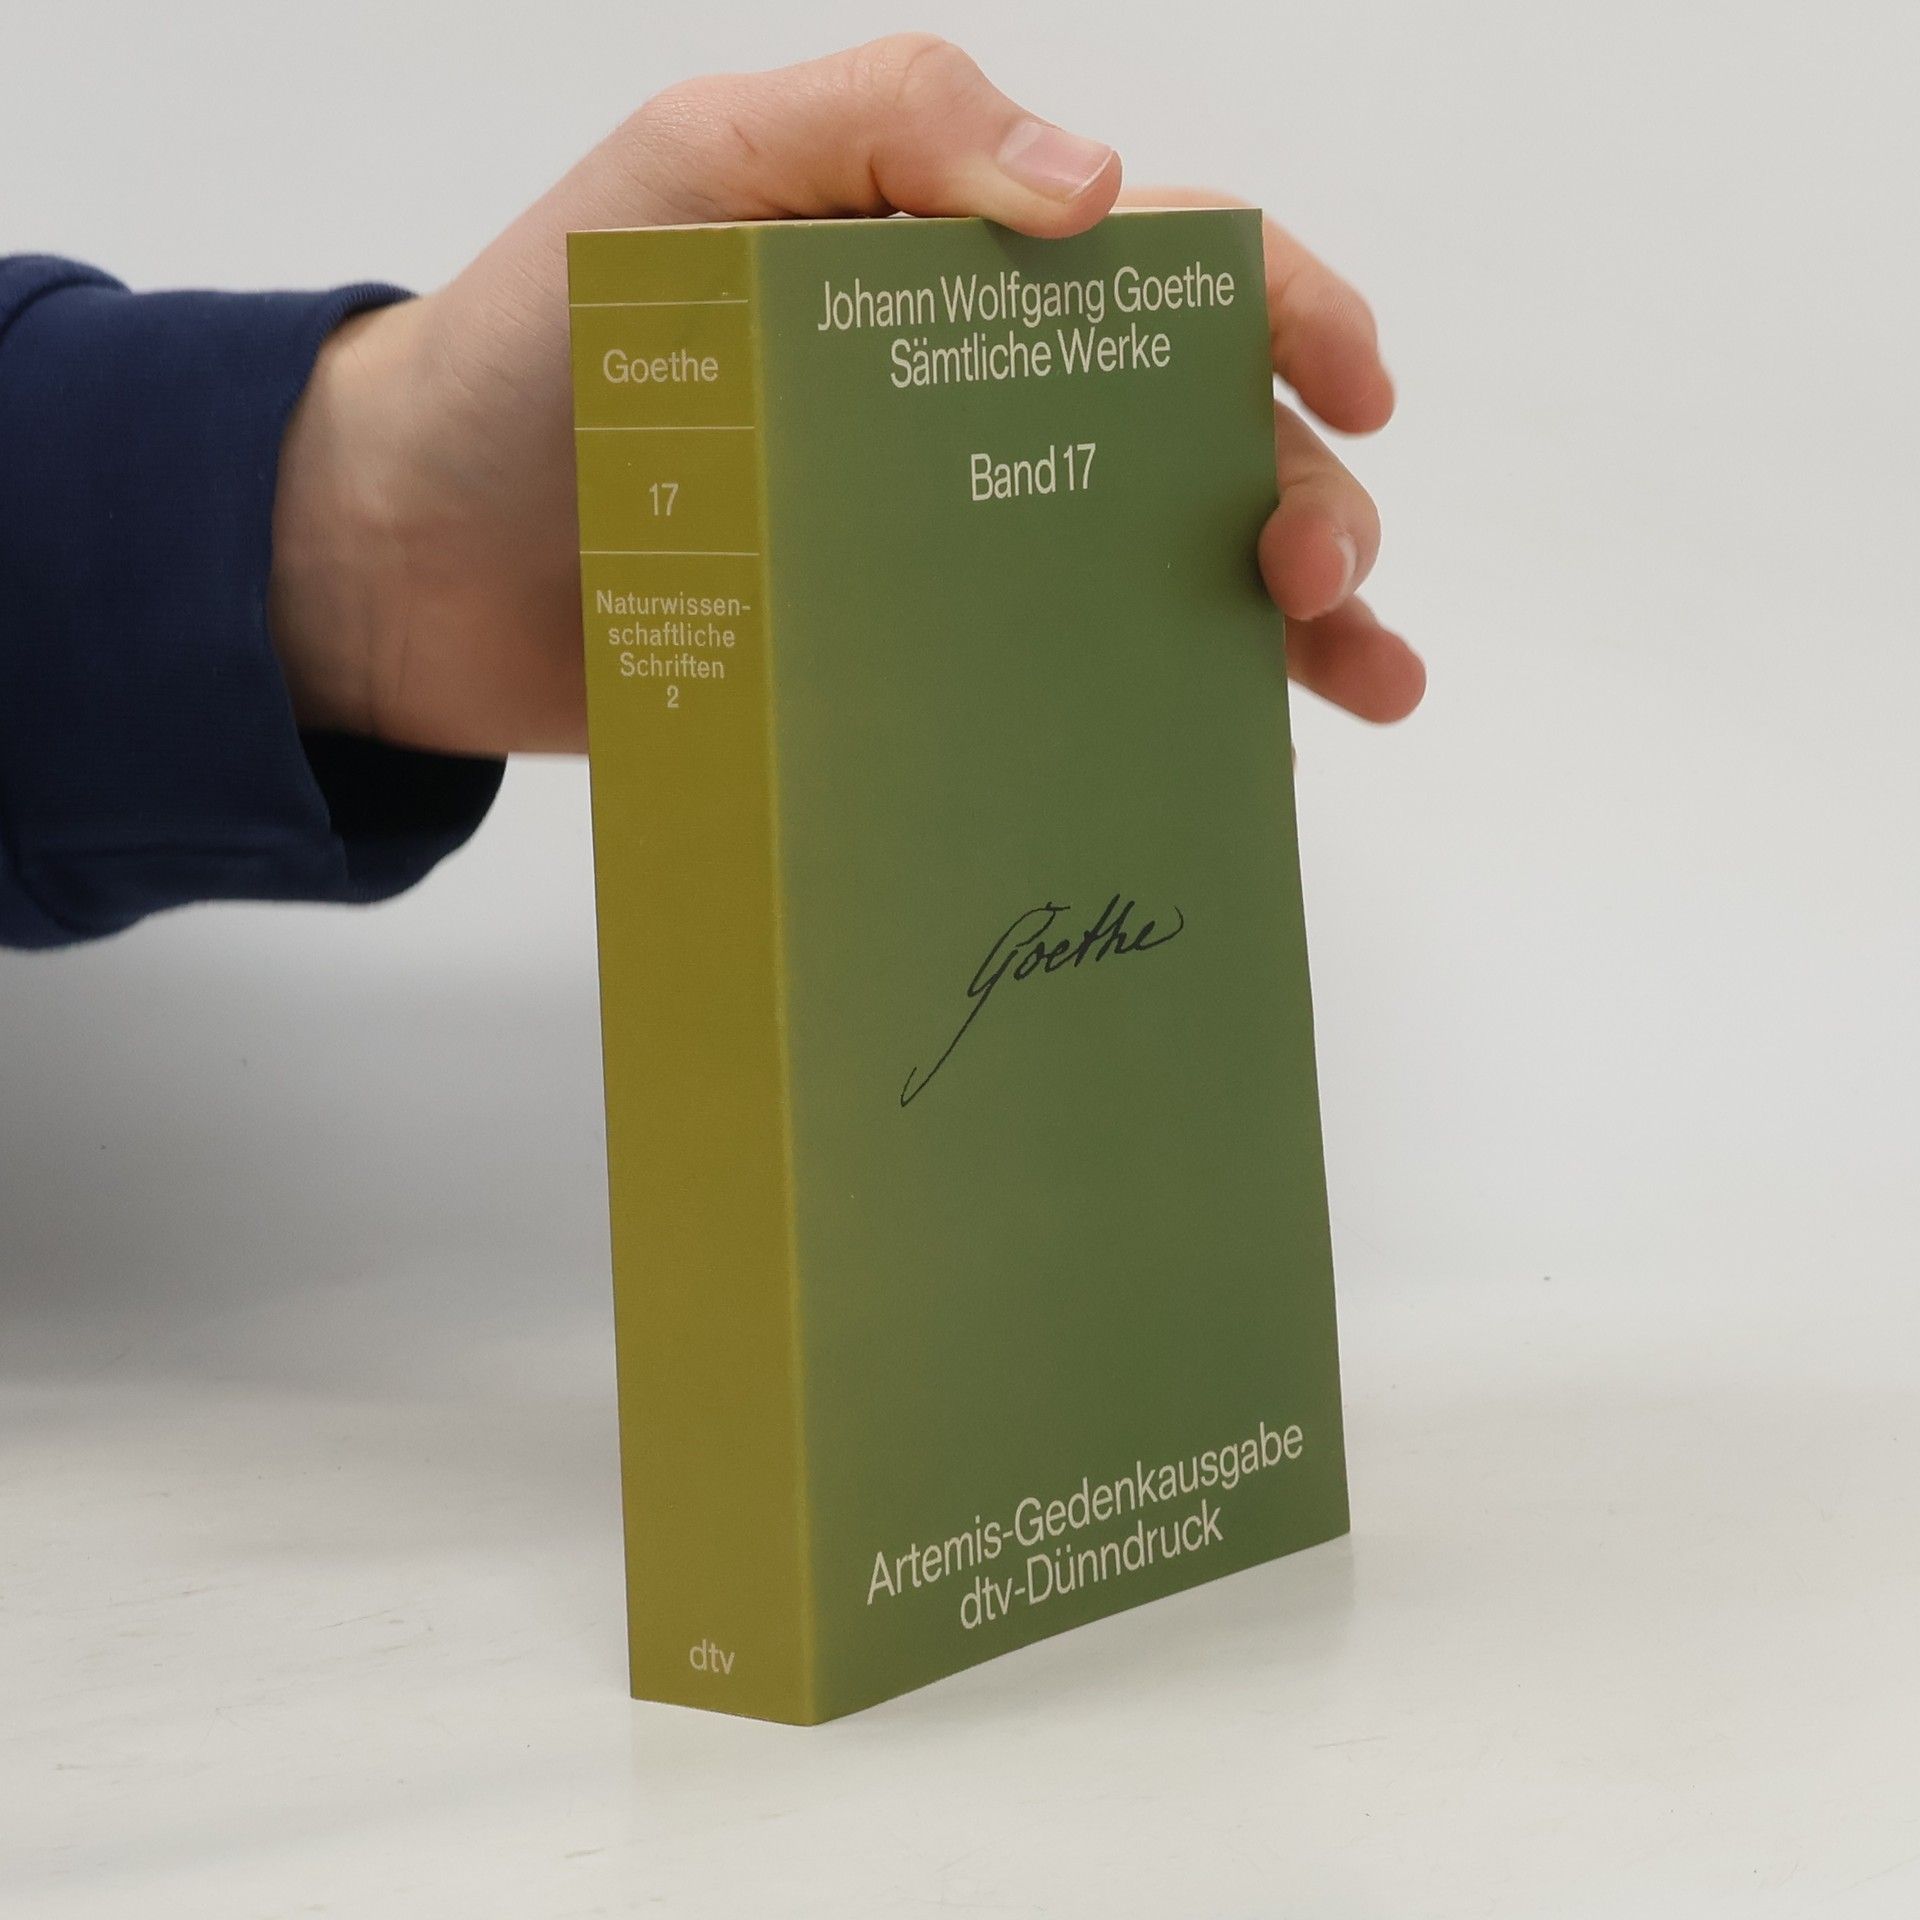 Goethe
17
Naturwissen-
schaftliche
Schriften
2
dtv
Johann Wolfgang Goethe
Sämtliche Werke
Band 17
Goethe
Artemis-Gedenkausgabe
dtv-Dünndruck